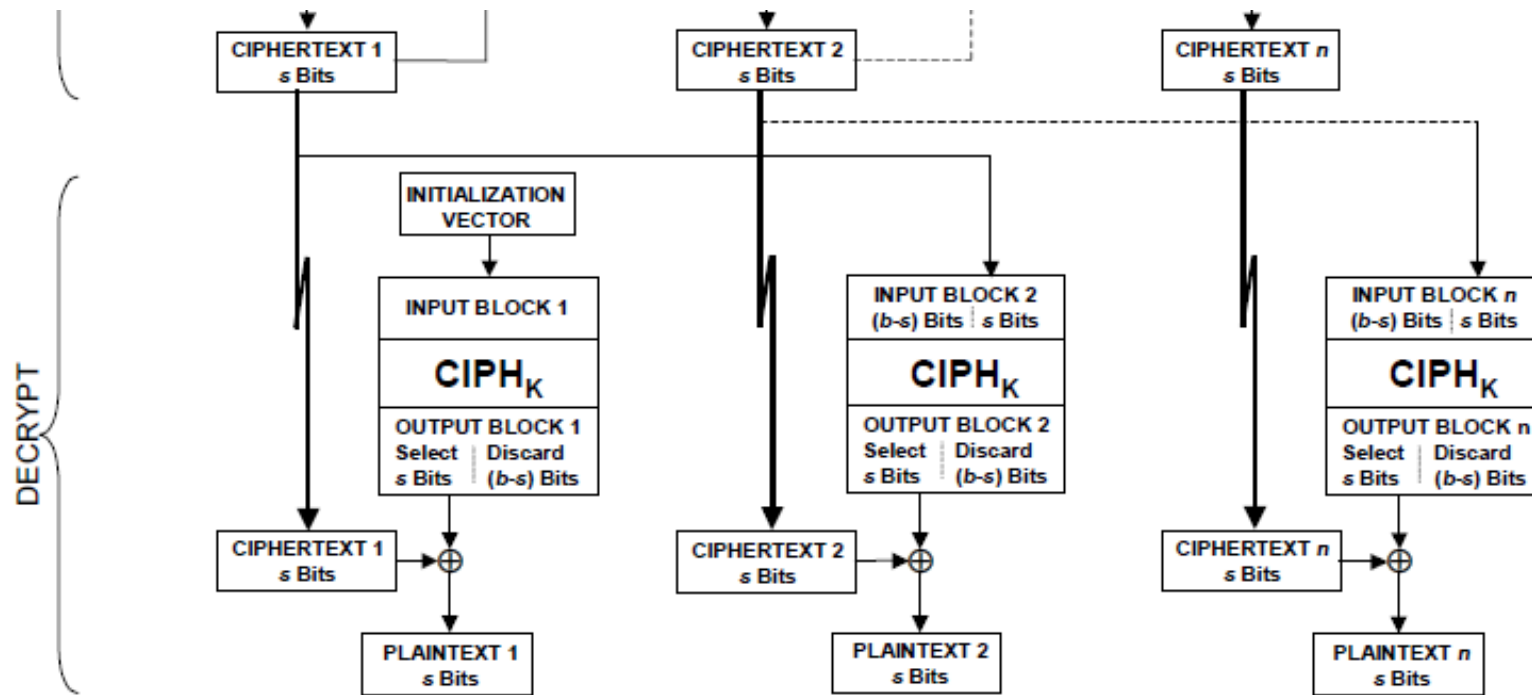 CIPHERTEXT 1
s Bits
CIPHERTEXT 2
s Bits
CIPHERTEXT n
s Bits
DECRYPT
INITIALIZATION
VECTOR
INPUT BLOCK 1
CIPHK
OUTPUT BLOCK 1
Select Discard
s Bits (b-s) Bits
INPUT BLOCK 2
(b-s) Bits s Bits
CIPHK
OUTPUT BLOCK 2
Select Discard
s Bits (b-s) Bits
INPUT BLOCK n
(b-s) Bits s Bits
CIPHK
OUTPUT BLOCK n
Select Discard
s Bits (b-s) Bits
CIPHERTEXT 1
s Bits
CIPHERTEXT 2
s Bits
CIPHERTEXT n
s Bits
PLAINTEXT 1
s Bits
PLAINTEXT 2
s Bits
PLAINTEXT n
s Bits